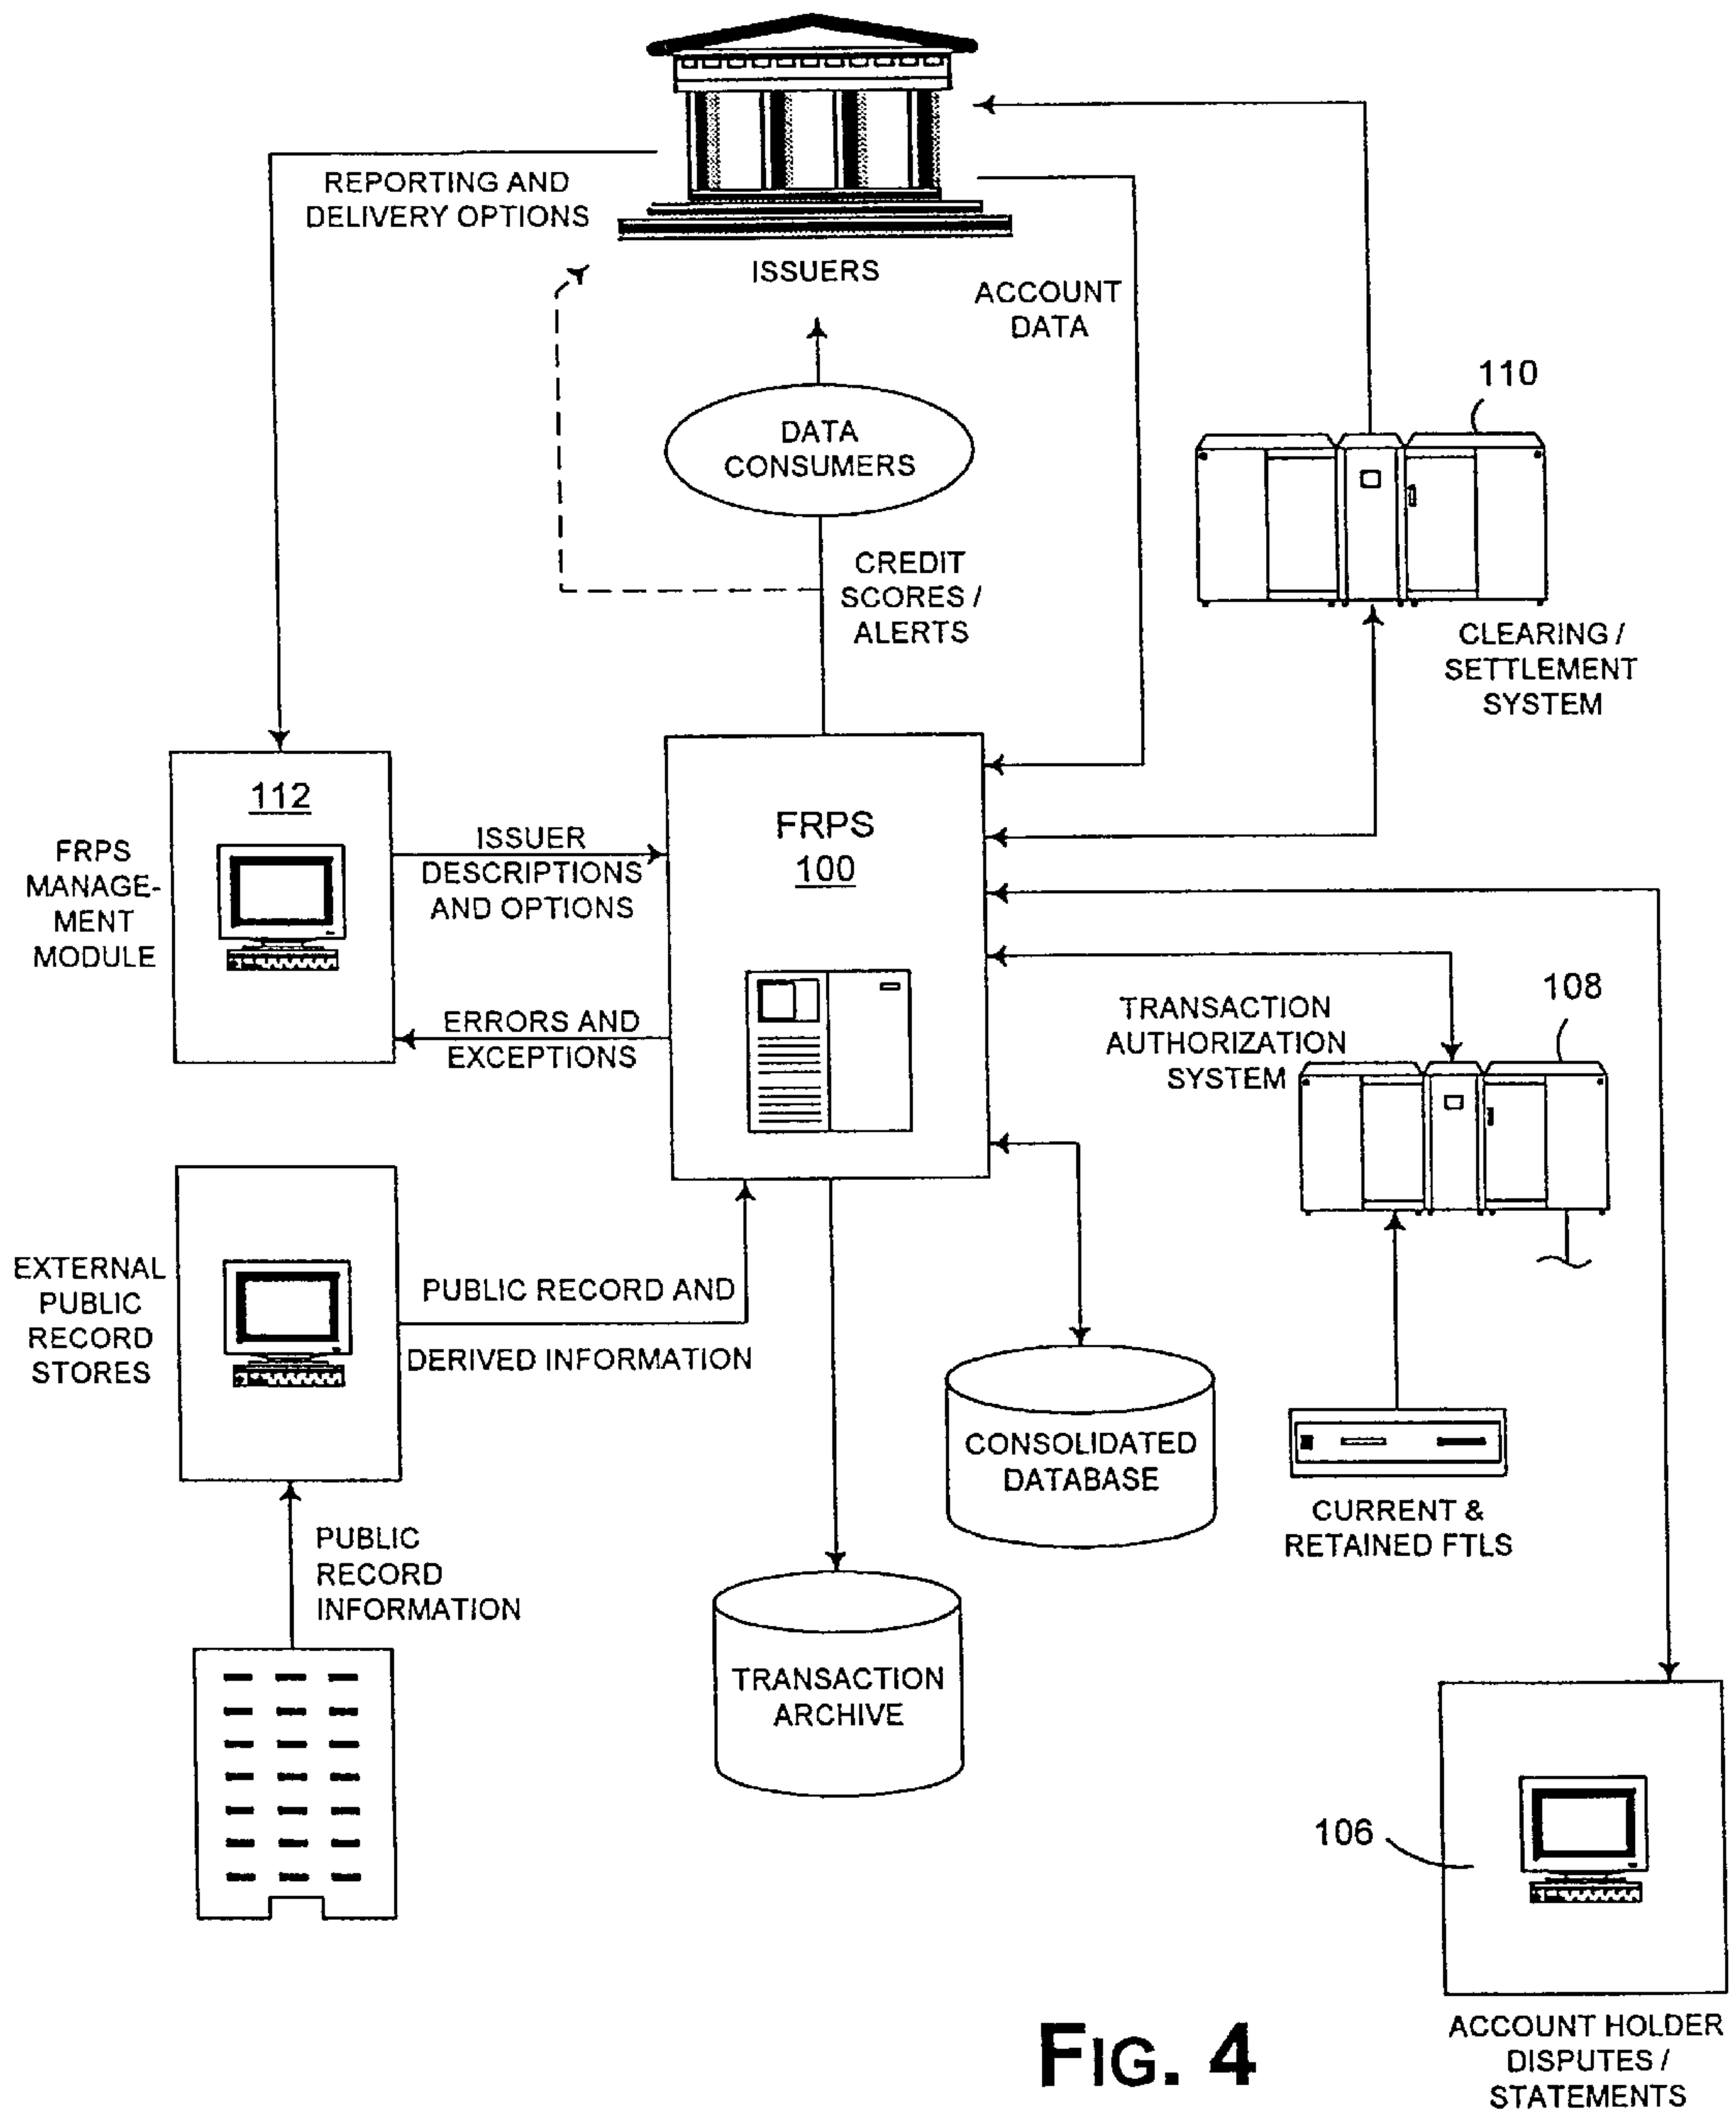 REPORTING AND
DELIVERY OPTIONS
ISSUERS
ACCOUNT
DATA
110
DATA
CONSUMERS
CREDIT
SCORES /
ALERTS
CLEARING /
SETTLEMENT
SYSTEM
112
FRPS
MANAGE-
MENT
MODULE
ISSUER
DESCRIPTIONS
AND OPTIONS
FRPS
100
ERRORS AND
EXCEPTIONS
TRANSACTION
AUTHORIZATION
SYSTEM
108
EXTERNAL
PUBLIC
RECORD
STORES
PUBLIC RECORD AND
DERIVED INFORMATION
CONSOLIDATED
DATABASE
CURRENT &
RETAINED FTLS
PUBLIC
RECORD
INFORMATION
TRANSACTION
ARCHIVE
106
ACCOUNT HOLDER
DISPUTES /
STATEMENTS
FIG. 4